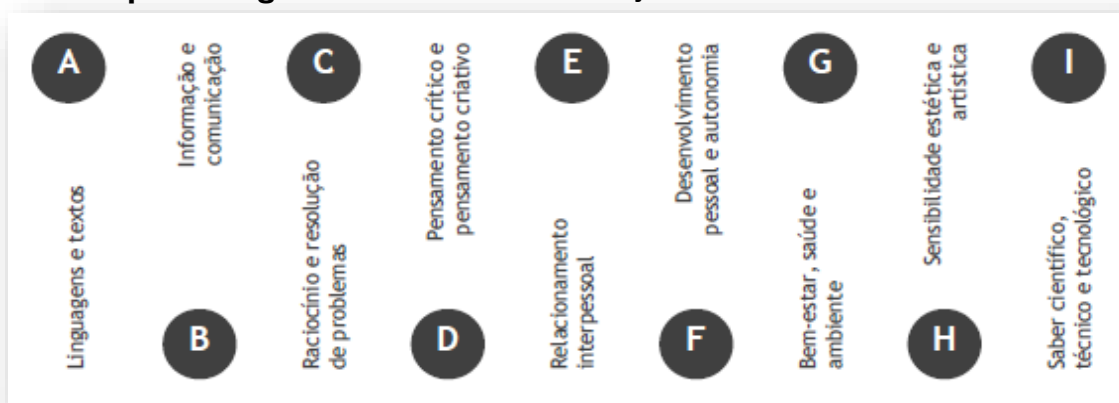 A
Linguagens e textos
Informação e
comunicação
B
C
Raciocínio e resolução
de problemas
Pensamento crítico e
pensamento criativo
D
E
Relacionamento
interpessoal
Desenvolvimento
pessoal e autonomia
F
G
Bem-estar, saúde e
ambiente
Sensibilidade estética e
artística
H
I
Saber científico,
técnico e tecnológico